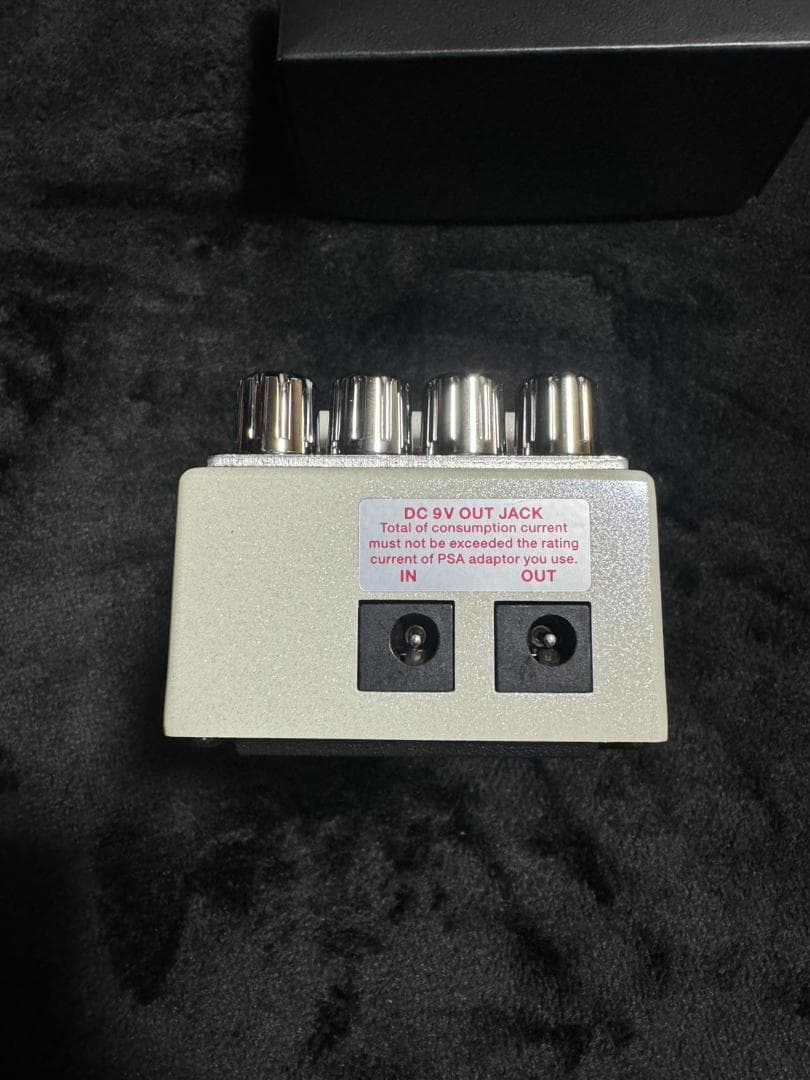 DC 9V OUT JACK
Total of consumption current
must not be exceeded the rating
current of PSA adaptor you use.
IN OUT